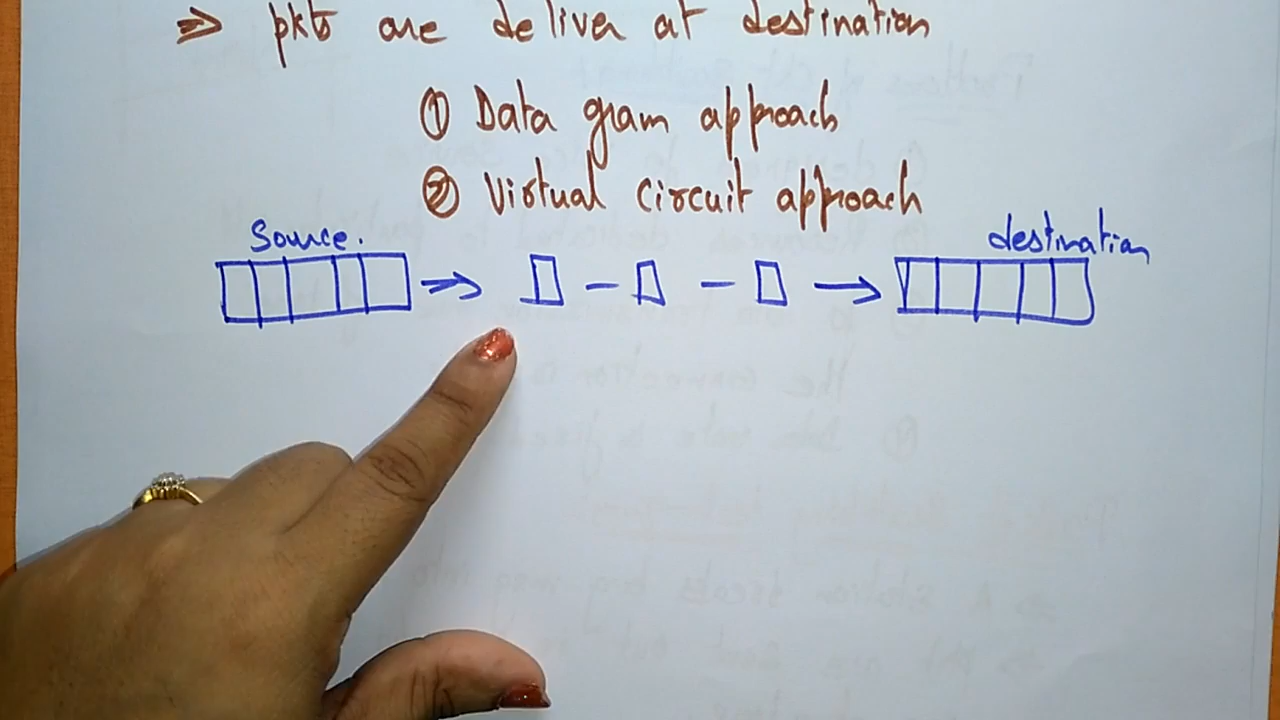 ⇒ pkts are deliver at destination
① Data gram approach
② Virtual Circuit approach
Source.
destination